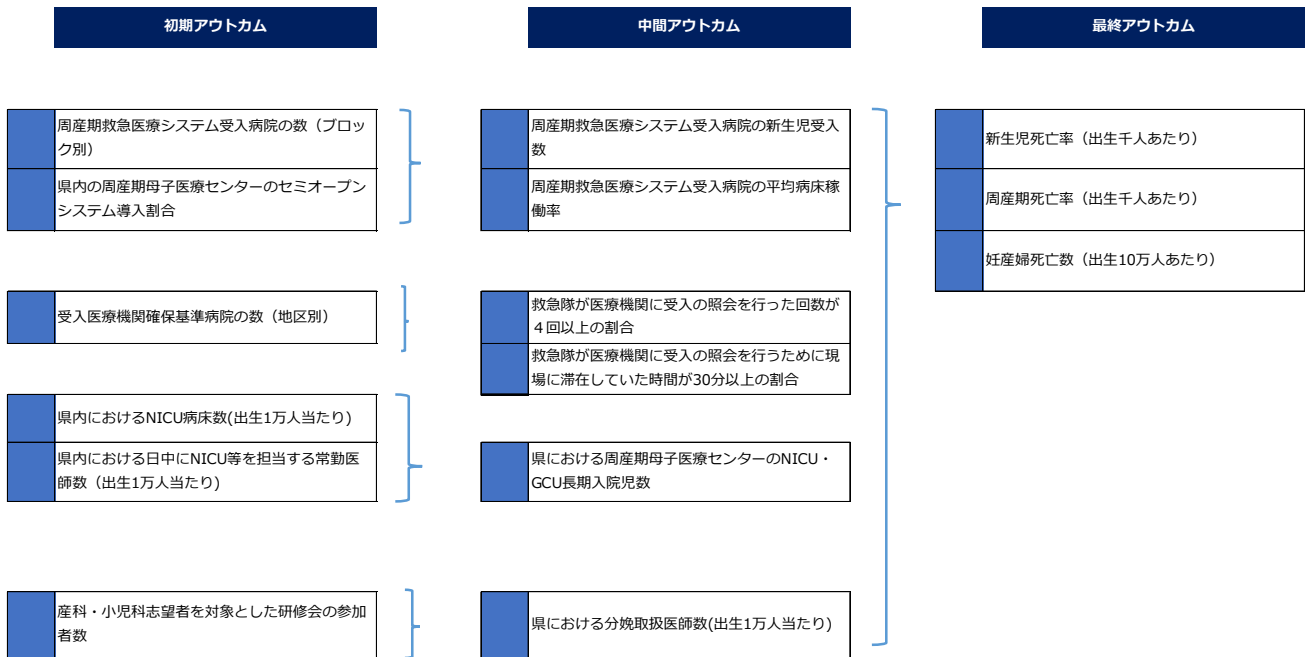 初期アウトカム
中間アウトカム
最終アウトカム
周産期救急医療システム受入病院の数（ブロッ
ク別）
県内の周産期母子医療センターのセミオープン
システム導入割合
受入医療機関確保基準病院の数（地区別）
県内におけるNICU病床数(出生1万人当たり)
県内における日中にNICU等を担当する常勤医
師数（出生1万人当たり)
産科・小児科志望者を対象とした研修会の参加
者数
周産期救急医療システム受入病院の新生児受入
数
周産期救急医療システム受入病院の平均病床稼
働率
救急隊が医療機関に受入の照会を行った回数が
４回以上の割合
救急隊が医療機関に受入の照会を行うために現
場に滞在していた時間が30分以上の割合
県における周産期母子医療センターのNICU・
GCU長期入院児数
県における分娩取扱医師数(出生1万人当たり)
新生児死亡率（出生千人あたり）
周産期死亡率（出生千人あたり）
妊産婦死亡数（出生10万人あたり）